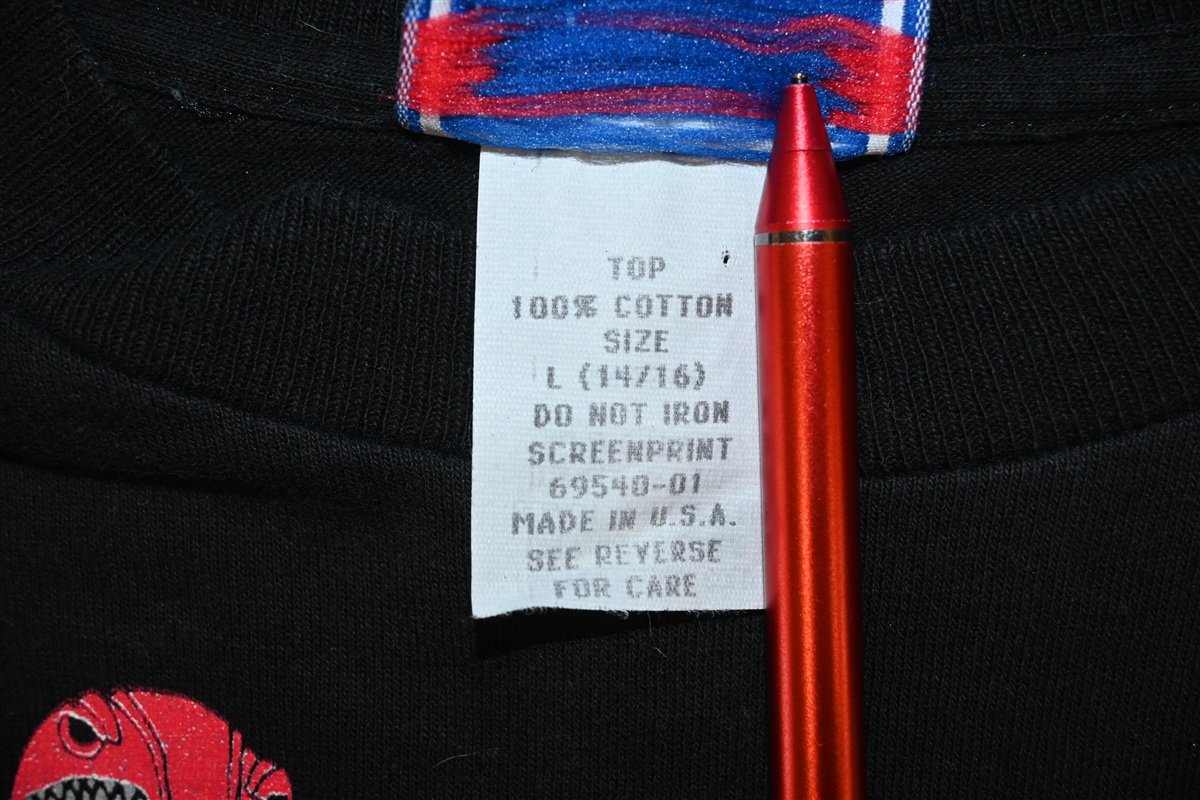 TOP
100% COTTON
SIZE
L (14/16)
DO NOT IRON
SCREENPRINT
69540-01
MADE IN U.S.A.
SEE REVERSE
FOR CARE